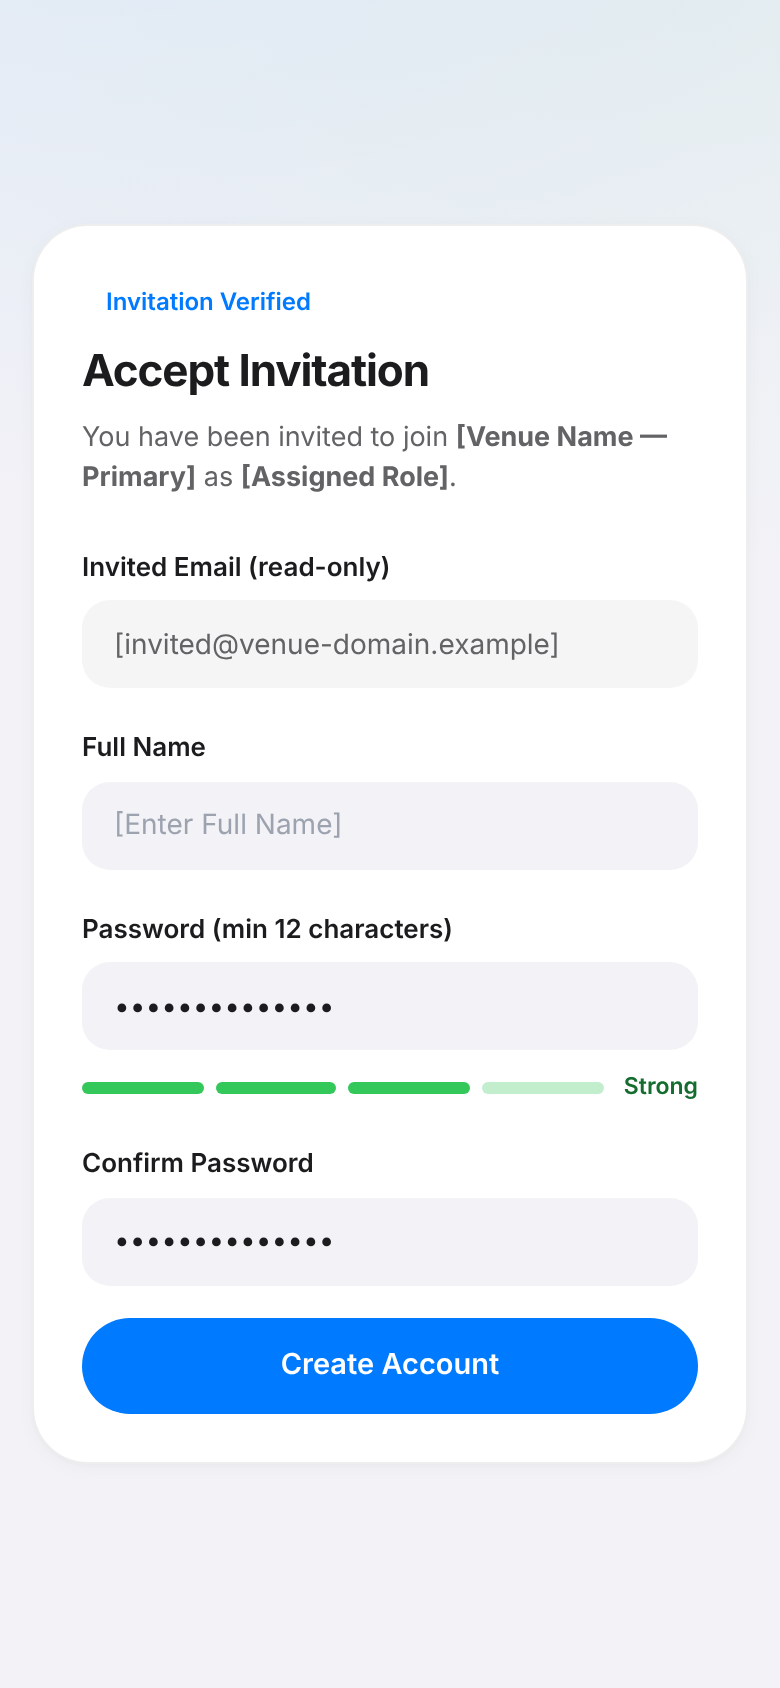 Invitation Verified
Accept Invitation
You have been invited to join [Venue Name —
Primary] as [Assigned Role].
Invited Email (read-only)
[invited@venue-domain.example]
Full Name
[Enter Full Name]
Password (min 12 characters)
••••••••••••••
Strong
Confirm Password
••••••••••••••
Create Account